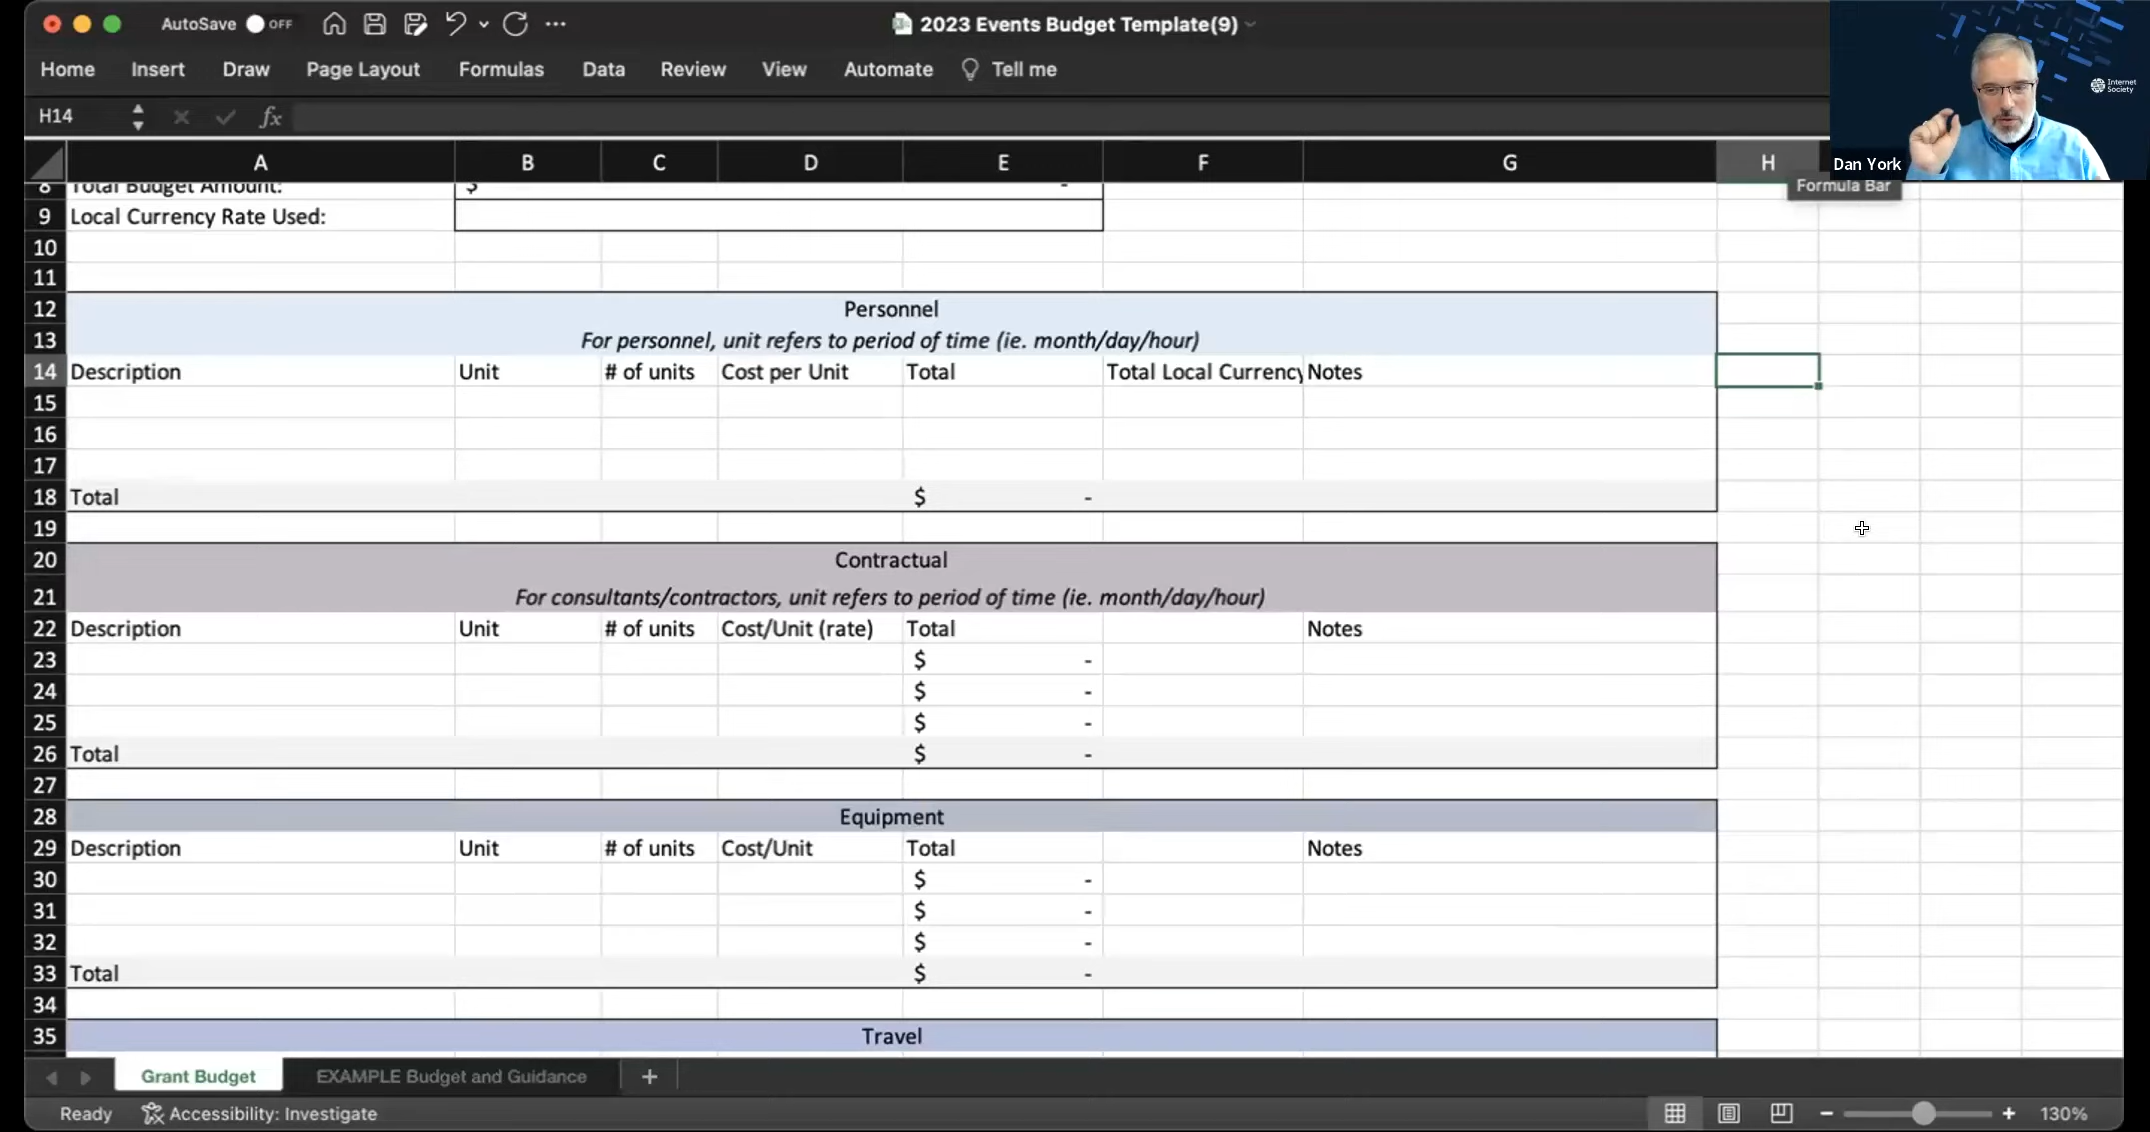 AutoSave OFF
2023 Events Budget Template(9)
Home Insert Draw Page Layout Formulas Data Review View Automate Tell me
Internet Society
Dan York
H14 fx
Formula Bar
A B C D E F G H
8 Total Budget Amount: $ -
9 Local Currency Rate Used:
10
11
12 Personnel
13 For personnel, unit refers to period of time (ie. month/day/hour)
14 Description Unit # of units Cost per Unit Total Total Local Currency Notes
15
16
17
18 Total $ -
19
20 Contractual
21 For consultants/contractors, unit refers to period of time (ie. month/day/hour)
22 Description Unit # of units Cost/Unit (rate) Total Notes
23 $ -
24 $ -
25 $ -
26 Total $ -
27
28 Equipment
29 Description Unit # of units Cost/Unit Total Notes
30 $ -
31 $ -
32 $ -
33 Total $ -
34
35 Travel
Grant Budget EXAMPLE Budget and Guidance +
Ready Accessibility: Investigate - + 130%